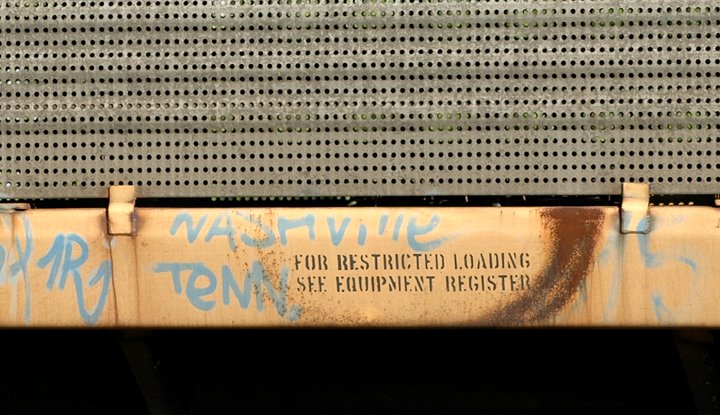 NASHVille
TeNN
FOR RESTRICTED LOADING
SEE EQUIPMENT REGISTER